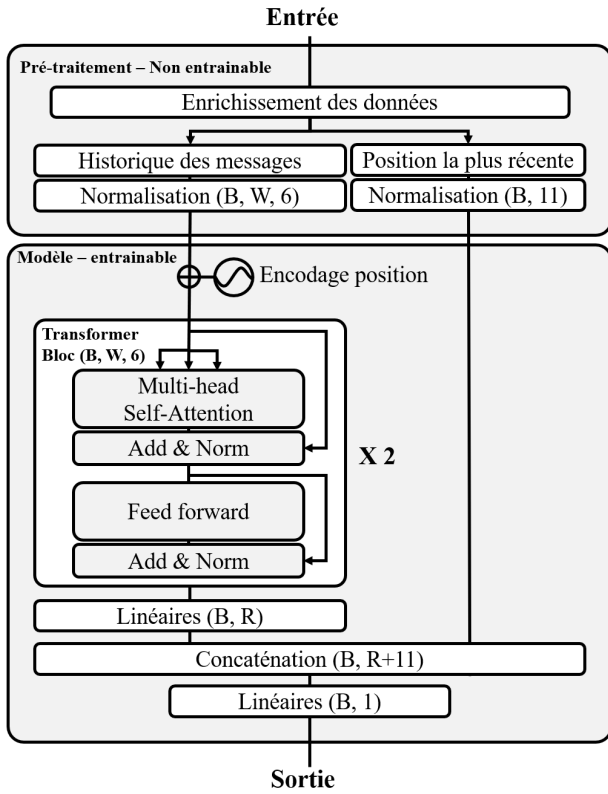 Entrée
Pré-traitement – Non entrainable
Enrichissement des données
Historique des messages
Position la plus récente
Normalisation (B, W, 6)
Normalisation (B, 11)
Modèle – entrainable
Encodage position
Transformer
Bloc (B, W, 6)
Multi-head
Self-Attention
Add & Norm
X 2
Feed forward
Add & Norm
Linéaires (B, R)
Concaténation (B, R+11)
Linéaires (B, 1)
Sortie